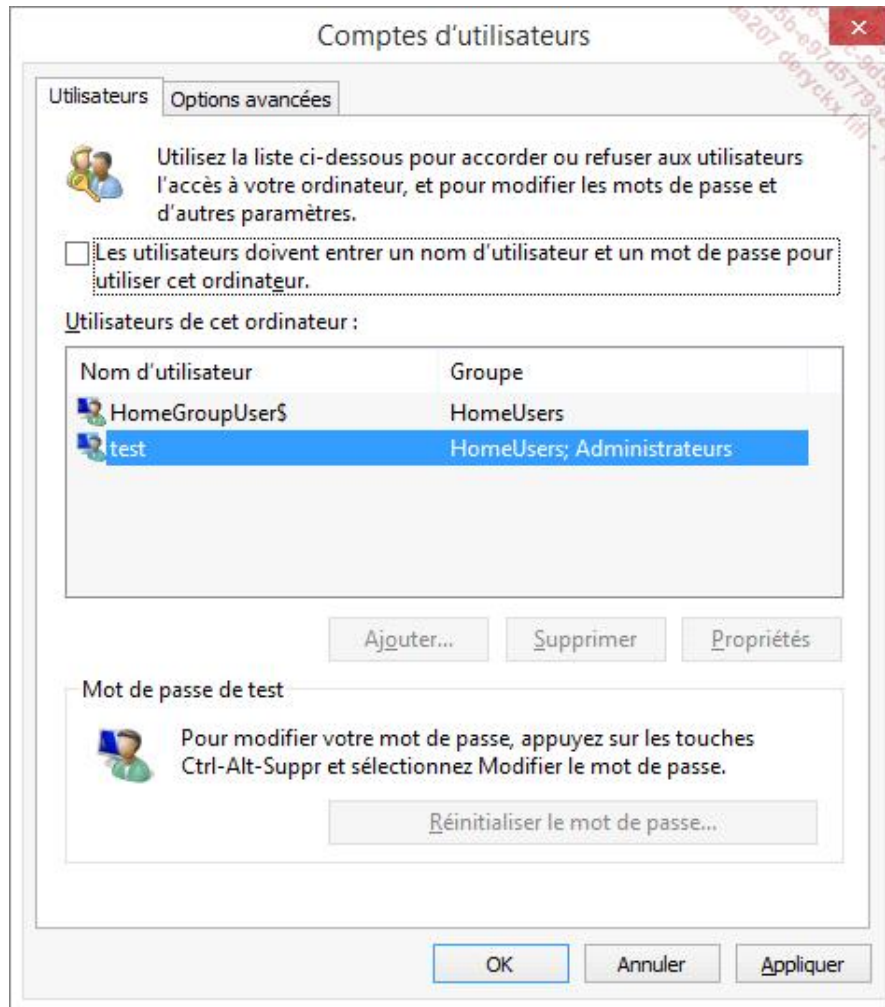 Comptes d'utilisateurs
Utilisateurs
Options avancées
Utilisez la liste ci-dessous pour accorder ou refuser aux utilisateurs
l'accès à votre ordinateur, et pour modifier les mots de passe et
d'autres paramètres.
Les utilisateurs doivent entrer un nom d'utilisateur et un mot de passe pour
utiliser cet ordinateur.
Utilisateurs de cet ordinateur :
Nom d'utilisateur Groupe
HomeGroupUser$ HomeUsers
test HomeUsers; Administrateurs
Ajouter... Supprimer Propriétés
Mot de passe de test
Pour modifier votre mot de passe, appuyez sur les touches
Ctrl-Alt-Suppr et sélectionnez Modifier le mot de passe.
Réinitialiser le mot de passe...
OK Annuler Appliquer